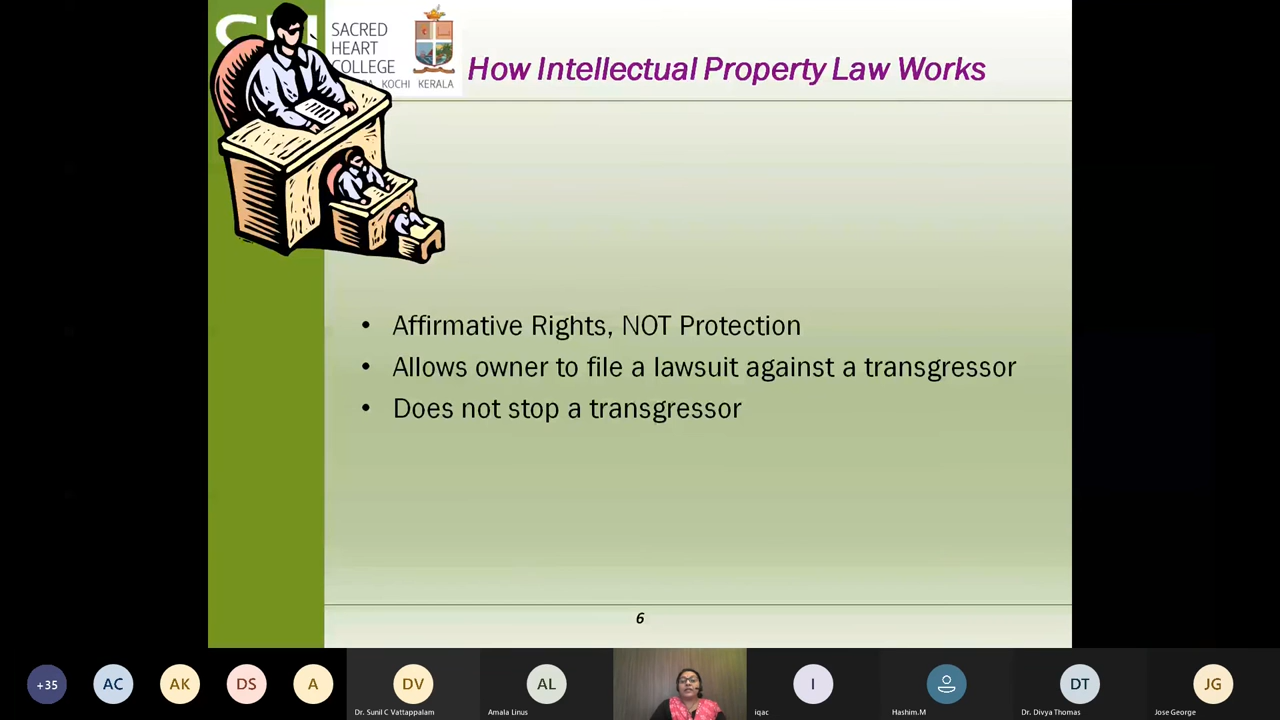 SACRED
HEART
COLLEGE
KOCHI KERALA
How Intellectual Property Law Works
• Affirmative Rights, NOT Protection
• Allows owner to file a lawsuit against a transgressor
• Does not stop a transgressor
6
+35
AC
AK
DS
A
DV
AL
I
DT
JG
Dr. Sunil C Vattappalam
Amala Linus
iqac
Hashim.M
Dr. Divya Thomas
Jose George